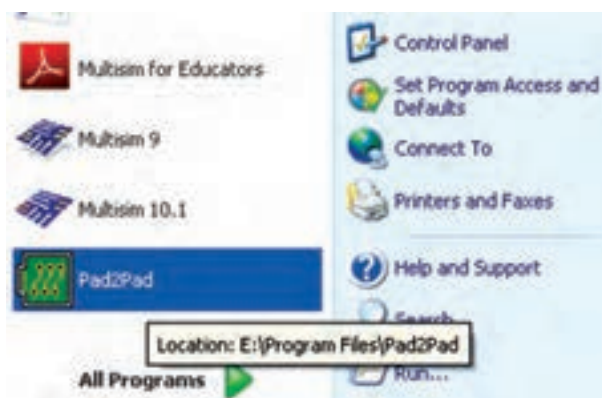 Multisim for Educators
Multisim 9
Multisim 10.1
Pad2Pad
Location: E:\Program Files\Pad2Pad
All Programs
Control Panel
Set Program Access and
Defaults
Connect To
Printers and Faxes
Help and Support
Search
Run...